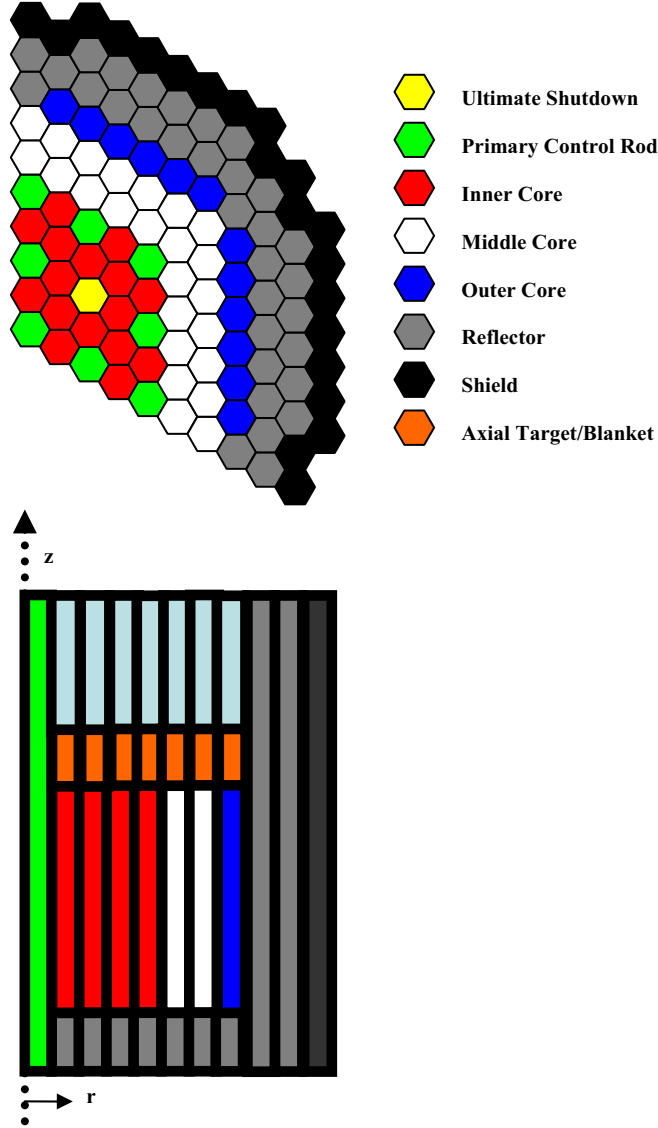 Ultimate Shutdown
Primary Control Rod
Inner Core
Middle Core
Outer Core
Reflector
Shield
Axial Target/Blanket
z
r